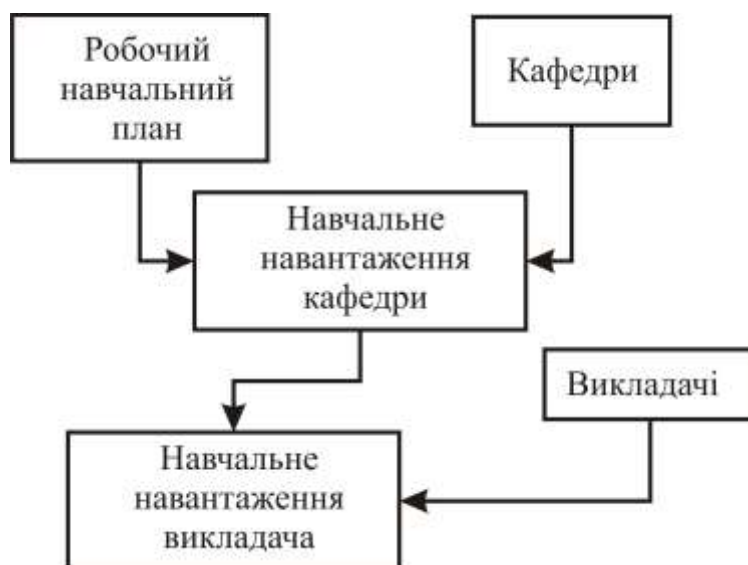 Робочий
навчальний
план
Кафедри
Навчальне
навантаження
кафедри
Викладачі
Навчальне
навантаження
викладача